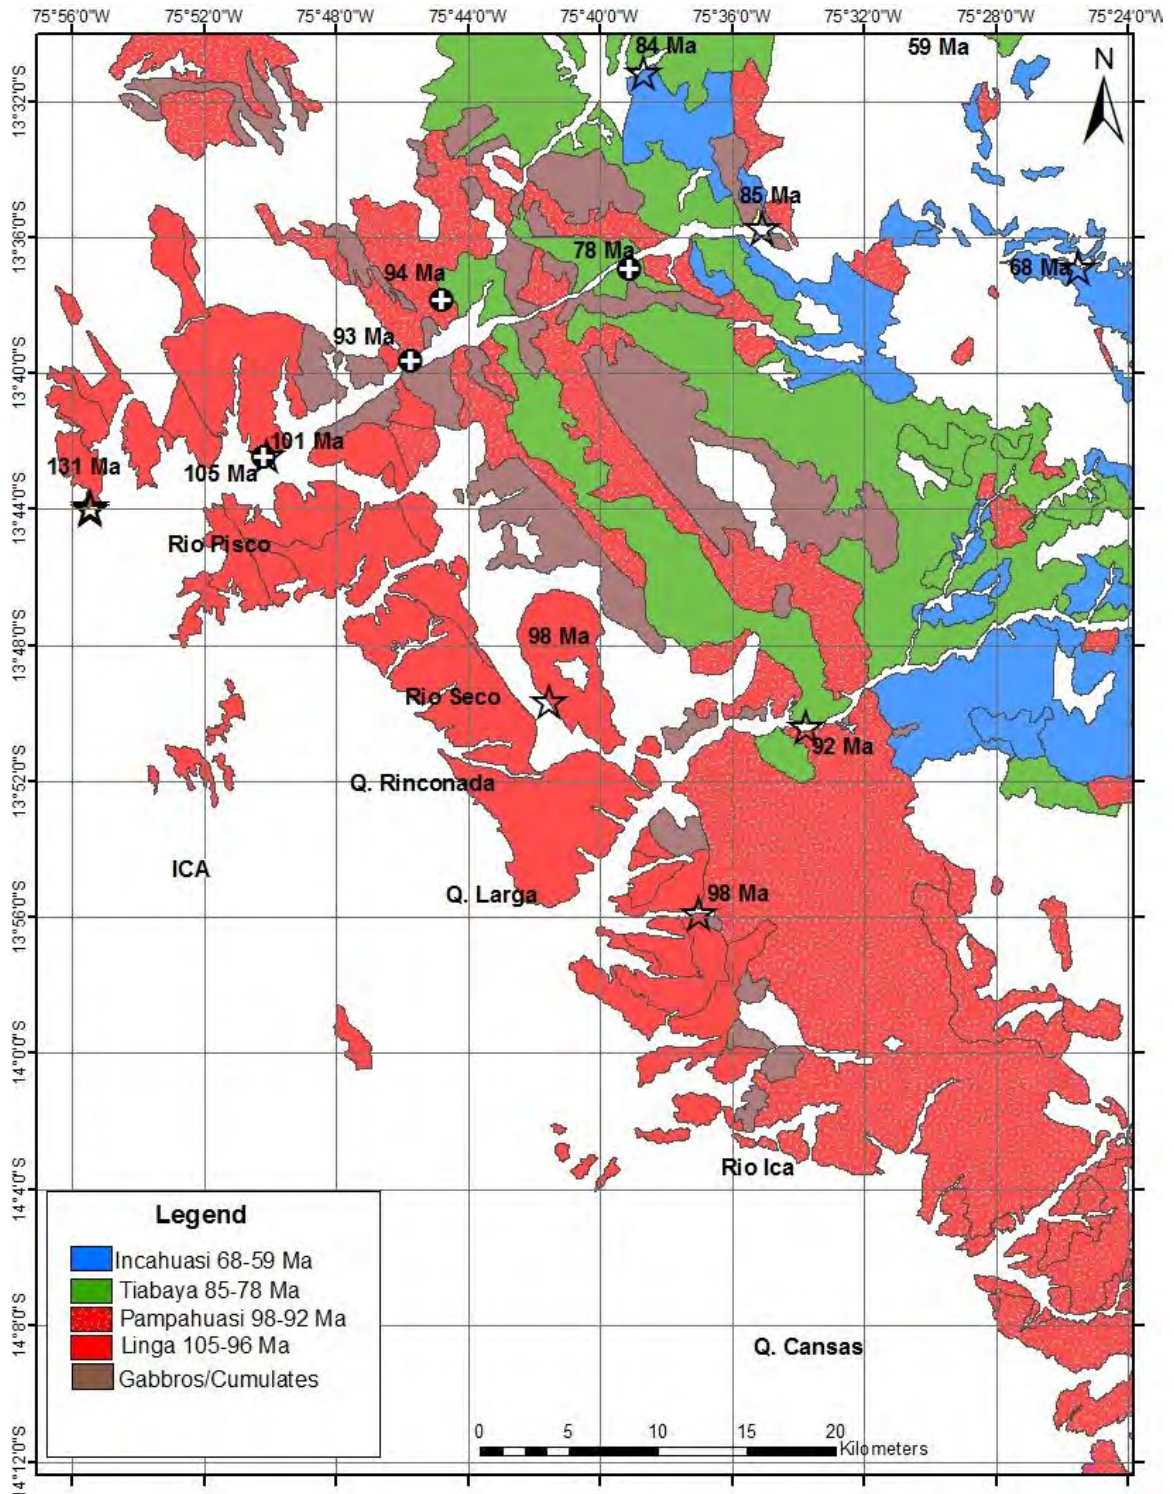 75°56'0"W 75°52'0"W 75°48'0"W 75°44'0"W 75°40'0"W 75°36'0"W 75°32'0"W 75°28'0"W 75°24'0"W
84 Ma
59 Ma
N
13°32'0"S
85 Ma
13°36'0"S
78 Ma
94 Ma
68 Ma
93 Ma
13°40'0"S
101 Ma
131 Ma
105 Ma
13°44'0"S
Rio Pisco
13°48'0"S
98 Ma
Rio Seco
92 Ma
13°52'0"S
Q. Rinconada
ICA
Q. Larga
98 Ma
13°56'0"S
14°0'0"S
Rio Ica
14°4'0"S
Legend
Incahuasi 68-59 Ma
Tiabaya 85-78 Ma
Pampahuasi 98-92 Ma
Linga 105-96 Ma
Gabbros/Cumulates
14°8'0"S
Q. Cansas
0 5 10 15 20
Kilometers
14°12'0"S